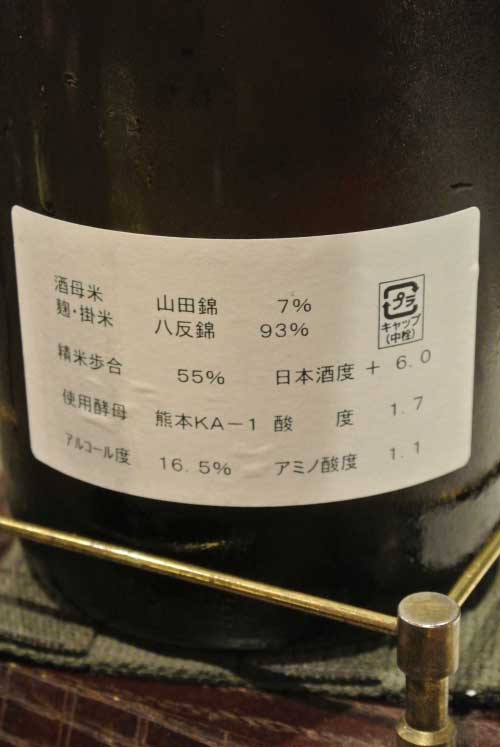 酒母米 山田錦 7%
麹・掛米 八反錦 93%
精米歩合 55% 日本酒度 + 6.0
使用酵母 熊本KA-1 酸 度 1.7
アルコール度 16.5% アミノ酸度 1.1
プラ
キャップ
(中栓)